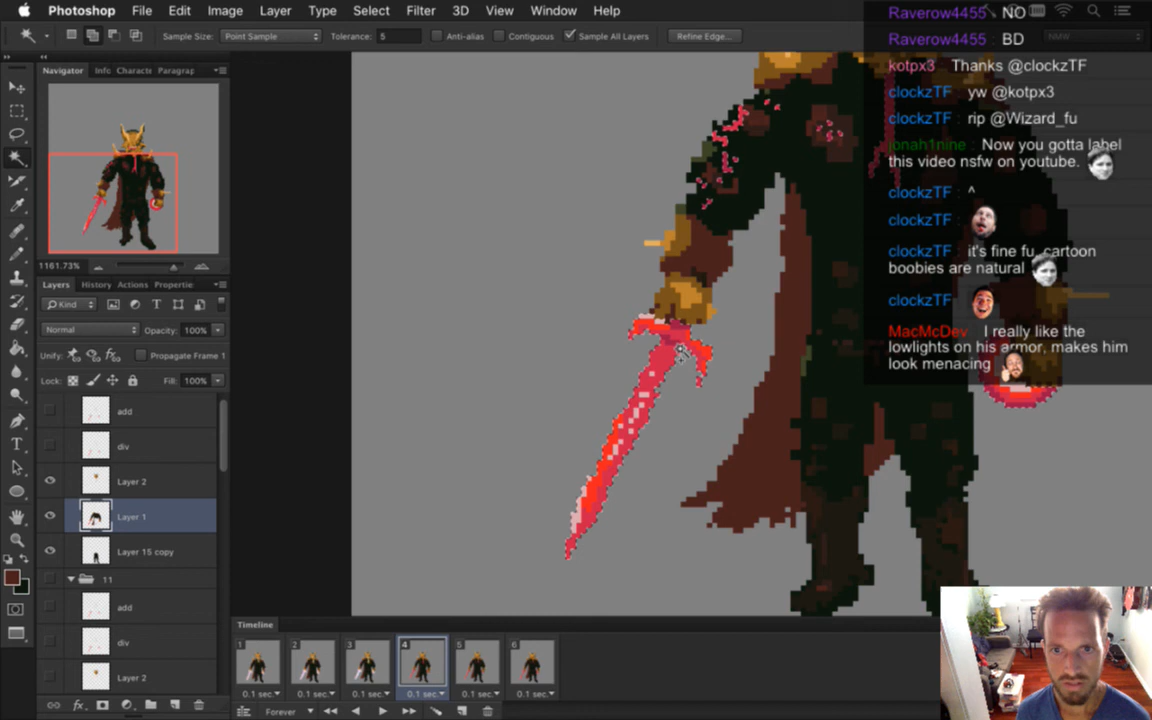 Photoshop File Edit Image Layer Type Select Filter 3D View Window Help
Sample Size: Point Sample Tolerance: 5 Anti-alias Contiguous Sample All Layers Refine Edge... NMW
Navigator Info Characte Paragrap
1161.73%
Layers History Actions Propertie
Kind
Normal Opacity: 100%
Unify: Propagate Frame 1
Lock: Fill: 100%
add
div
Layer 2
Layer 1
Layer 15 copy
11
add
div
Layer 2
fx
Raverow4455 : NO
Raverow4455 : BD
kotpx3 Thanks @clockzTF
clockzTF : yw @kotpx3
clockzTF : rip @Wizard_fu
jonah1nine : Now you gotta label
this video nsfw on youtube.
clockzTF : ^
clockzTF :
clockzTF : it's fine fu, cartoon
boobies are natural
clockzTF :
MacMcDev : I really like the
lowlights on his armor, makes him
look menacing
Timeline
1 2 3 4 5 6
0.1 sec. 0.1 sec. 0.1 sec. 0.1 sec. 0.1 sec. 0.1 sec.
Forever